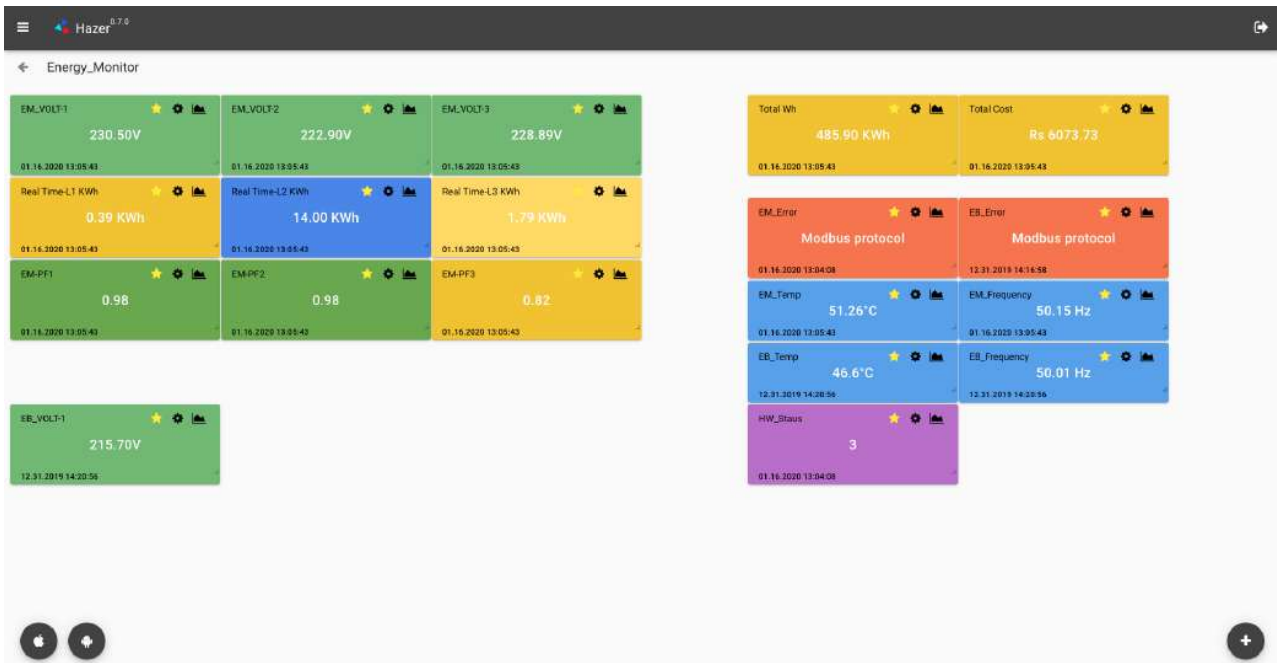 Hazer 0.7.0
Energy_Monitor
EM_VOLT-1
230.50V
01.16.2020 13:05:43
EM_VOLT-2
222.90V
01.16.2020 13:05:43
EM_VOLT-3
228.89V
01.16.2020 13:05:43
Real Time-L1 KWh
0.39 KWh
01.16.2020 13:05:43
Real Time-L2 KWh
14.00 KWh
01.16.2020 13:05:43
Real Time-L3 KWh
1.79 KWh
01.16.2020 13:05:43
EM-PF1
0.98
01.16.2020 13:05:43
EM-PF2
0.98
01.16.2020 13:05:43
EM-PF3
0.82
01.16.2020 13:05:43
EB_VOLT-1
215.70V
12.31.2019 14:20:56
Total Wh
485.90 KWh
01.16.2020 13:05:43
Total Cost
Rs 6073.73
01.16.2020 13:05:43
EM_Error
Modbus protocol
01.16.2020 13:04:08
EB_Error
Modbus protocol
12.31.2019 14:16:58
EM_Temp
51.26°C
01.16.2020 13:05:43
EM_Frequency
50.15 Hz
01.16.2020 13:05:43
EB_Temp
46.6°C
12.31.2019 14:20:56
EB_Frequency
50.01 Hz
12.31.2019 14:20:56
HW_Staus
3
01.16.2020 13:04:08